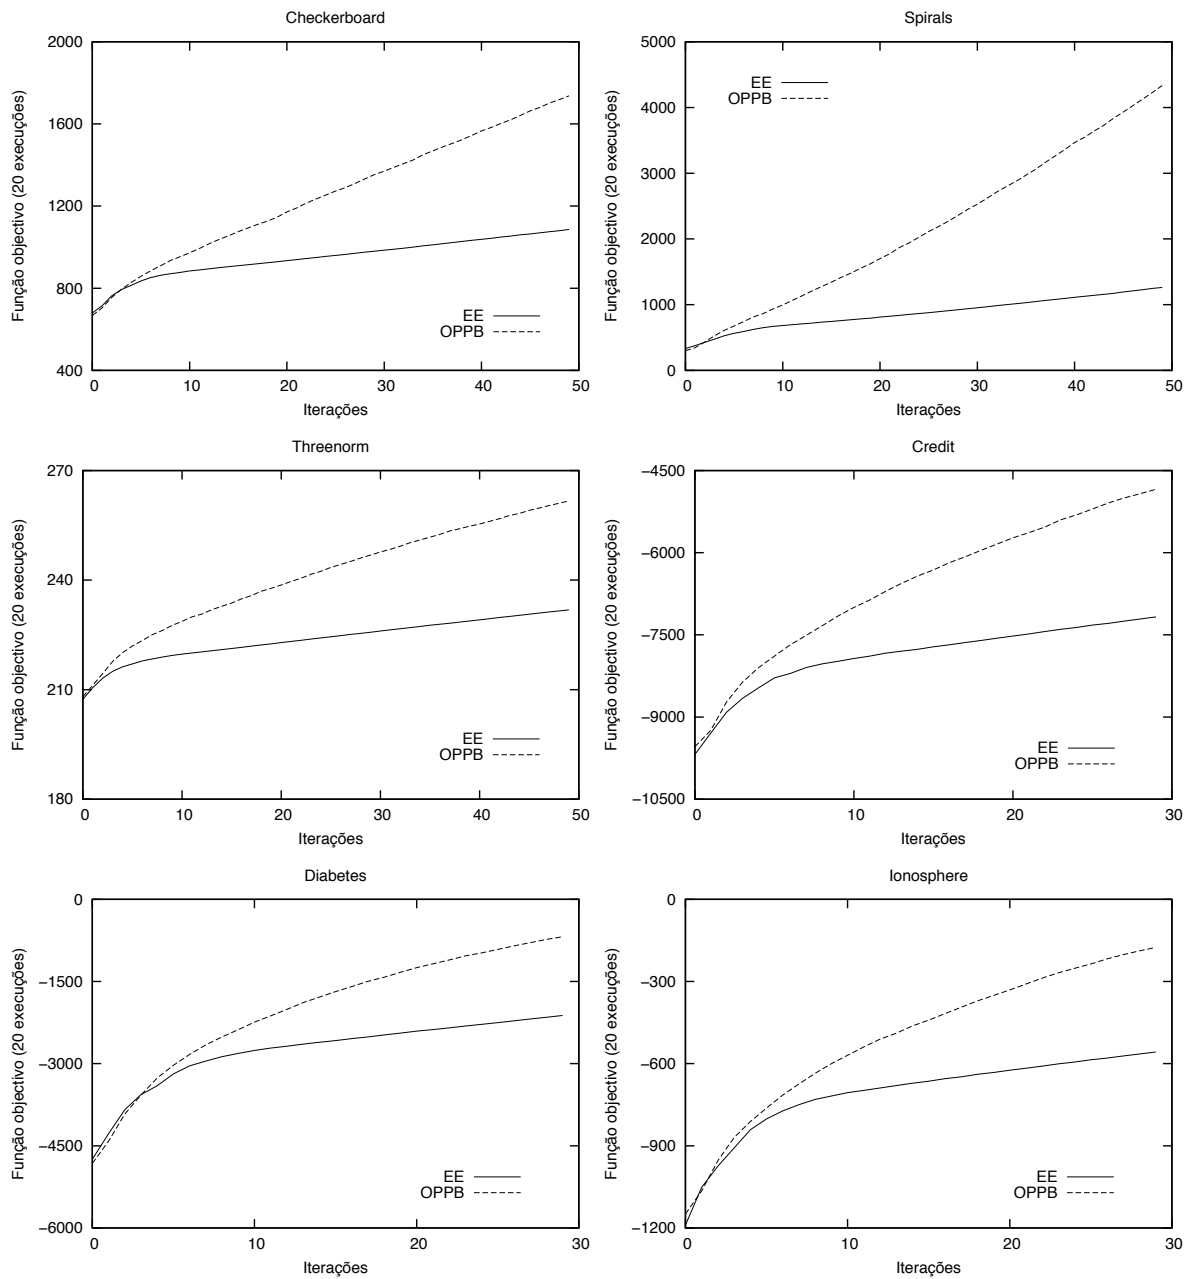 Checkerboard
Função objectivo (20 execuções)
2000
1600
1200
800
400
EE
OPPB
0 10 20 30 40 50
Iterações
Spirals
Função objectivo (20 execuções)
5000
4000
3000
2000
1000
0
EE
OPPB
0 10 20 30 40 50
Iterações
Threenorm
Função objectivo (20 execuções)
270
240
210
180
EE
OPPB
0 10 20 30 40 50
Iterações
Credit
Função objectivo (20 execuções)
−4500
−6000
−7500
−9000
−10500
EE
OPPB
0 10 20 30
Iterações
Diabetes
Função objectivo (20 execuções)
0
−1500
−3000
−4500
−6000
EE
OPPB
0 10 20 30
Iterações
Ionosphere
Função objectivo (20 execuções)
0
−300
−600
−900
−1200
EE
OPPB
0 10 20 30
Iterações